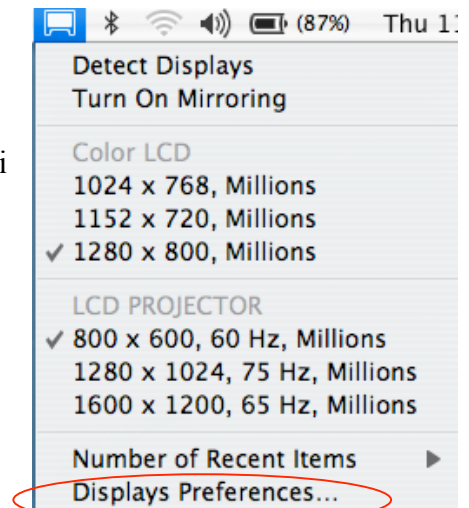 (87%) Thu 11
Detect Displays
Turn On Mirroring
i
Color LCD
1024 x 768, Millions
1152 x 720, Millions
✓ 1280 x 800, Millions
LCD PROJECTOR
✓ 800 x 600, 60 Hz, Millions
1280 x 1024, 75 Hz, Millions
1600 x 1200, 65 Hz, Millions
Number of Recent Items
Displays Preferences...